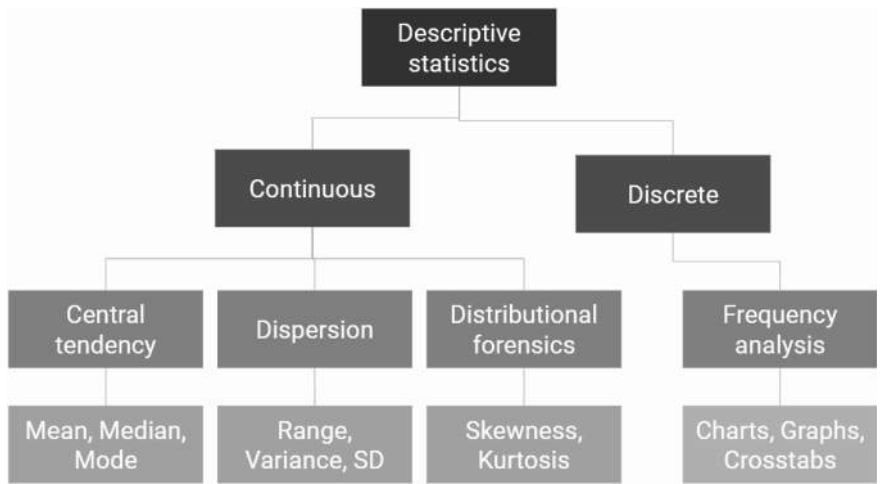 Descriptive
statistics
Continuous
Discrete
Central
tendency
Dispersion
Distributional
forensics
Frequency
analysis
Mean, Median,
Mode
Range,
Variance, SD
Skewness,
Kurtosis
Charts, Graphs,
Crosstabs